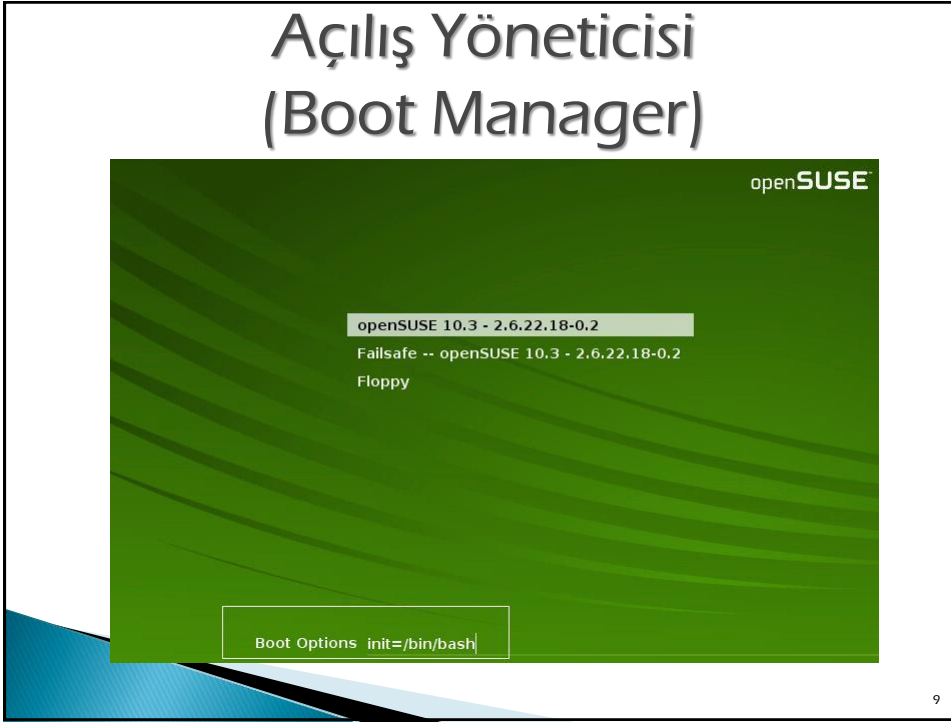 Açılış Yöneticisi
(Boot Manager)
openSUSE™
openSUSE 10.3 - 2.6.22.18-0.2
Failsafe -- openSUSE 10.3 - 2.6.22.18-0.2
Floppy
Boot Options init=/bin/bash
9